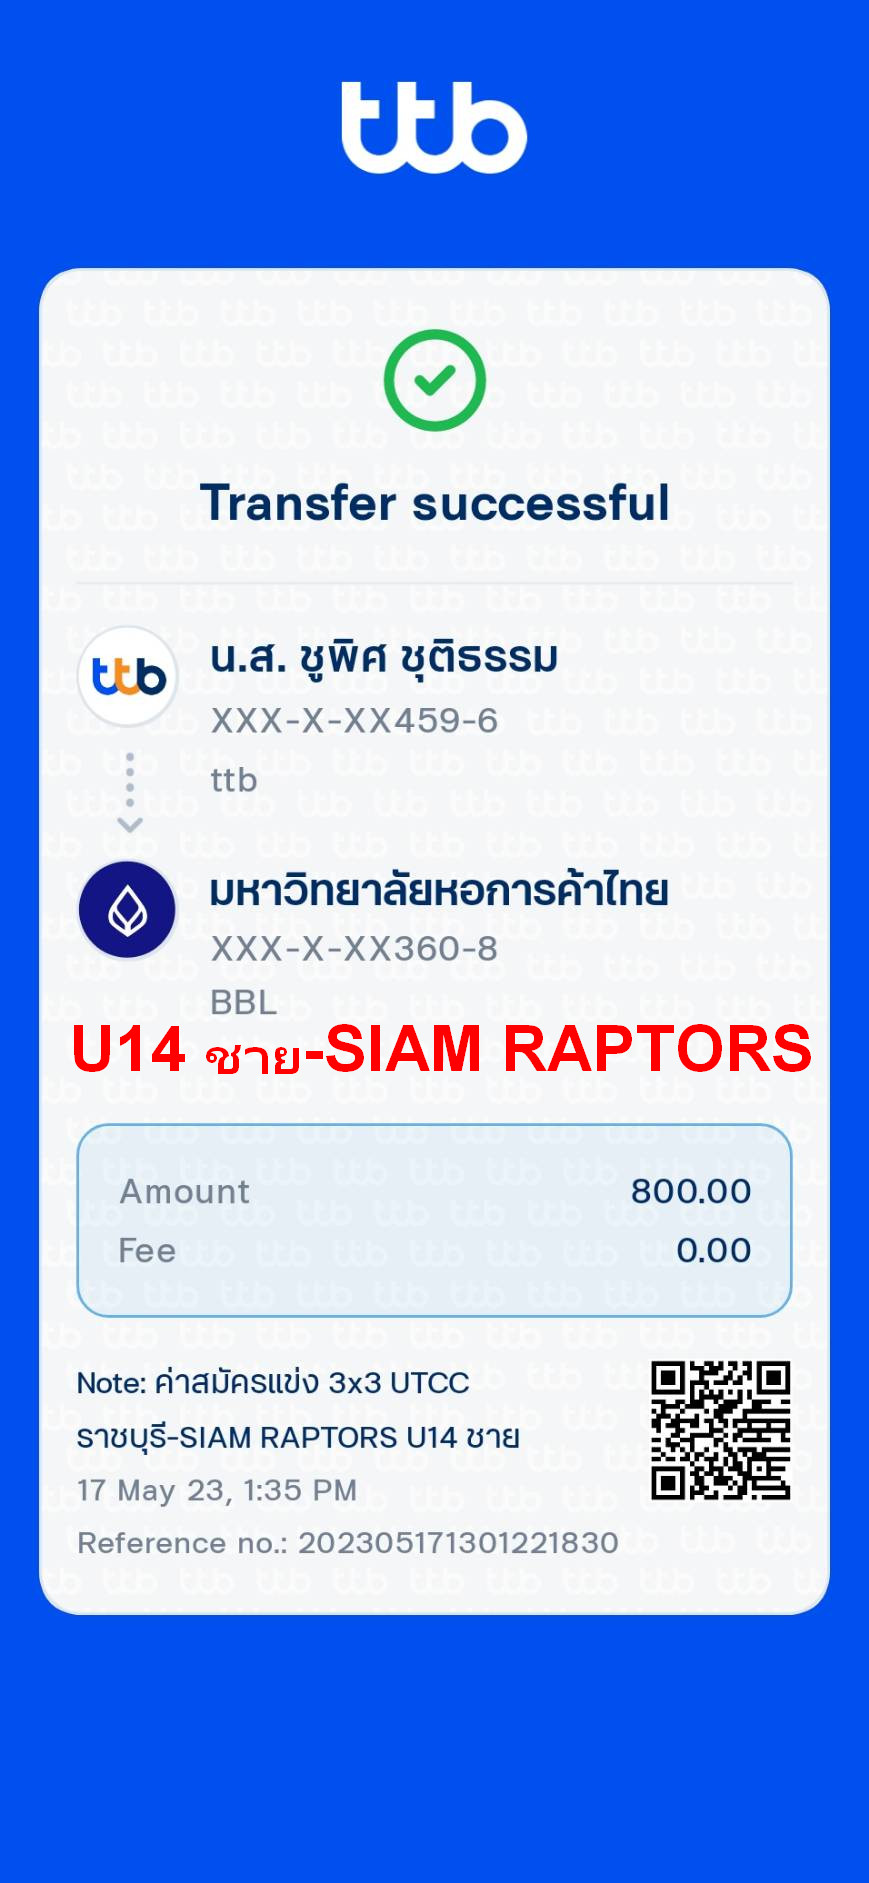 ttb
Transfer successful
ttb
น.ส. ชูพิศ ชุติธรรม
XXX-X-XX459-6
ttb
มหาวิทยาลัยหอการค้าไทย
XXX-X-XX360-8
BBL
U14 ชาย-SIAM RAPTORS
Amount 800.00
Fee 0.00
Note: ค่าสมัครแข่ง 3x3 UTCC
ราชบุรี-SIAM RAPTORS U14 ชาย
17 May 23, 1:35 PM
Reference no.: 202305171301221830